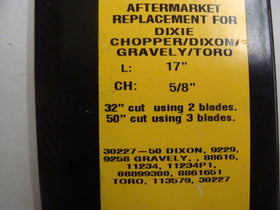 AFTERMARKET
REPLACEMENT FOR
DIXIE
CHOPPER/DIXON/
GRAVELY/TORO
L: 17"
CH: 5/8"
32" cut using 2 blades.
50" cut using 3 blades.
30227-50 DIXON, 9229,
9258 GRAVELY, , 88616,
11234, 11234P1,
08899300, 8861651
TORO, 113579, 30227